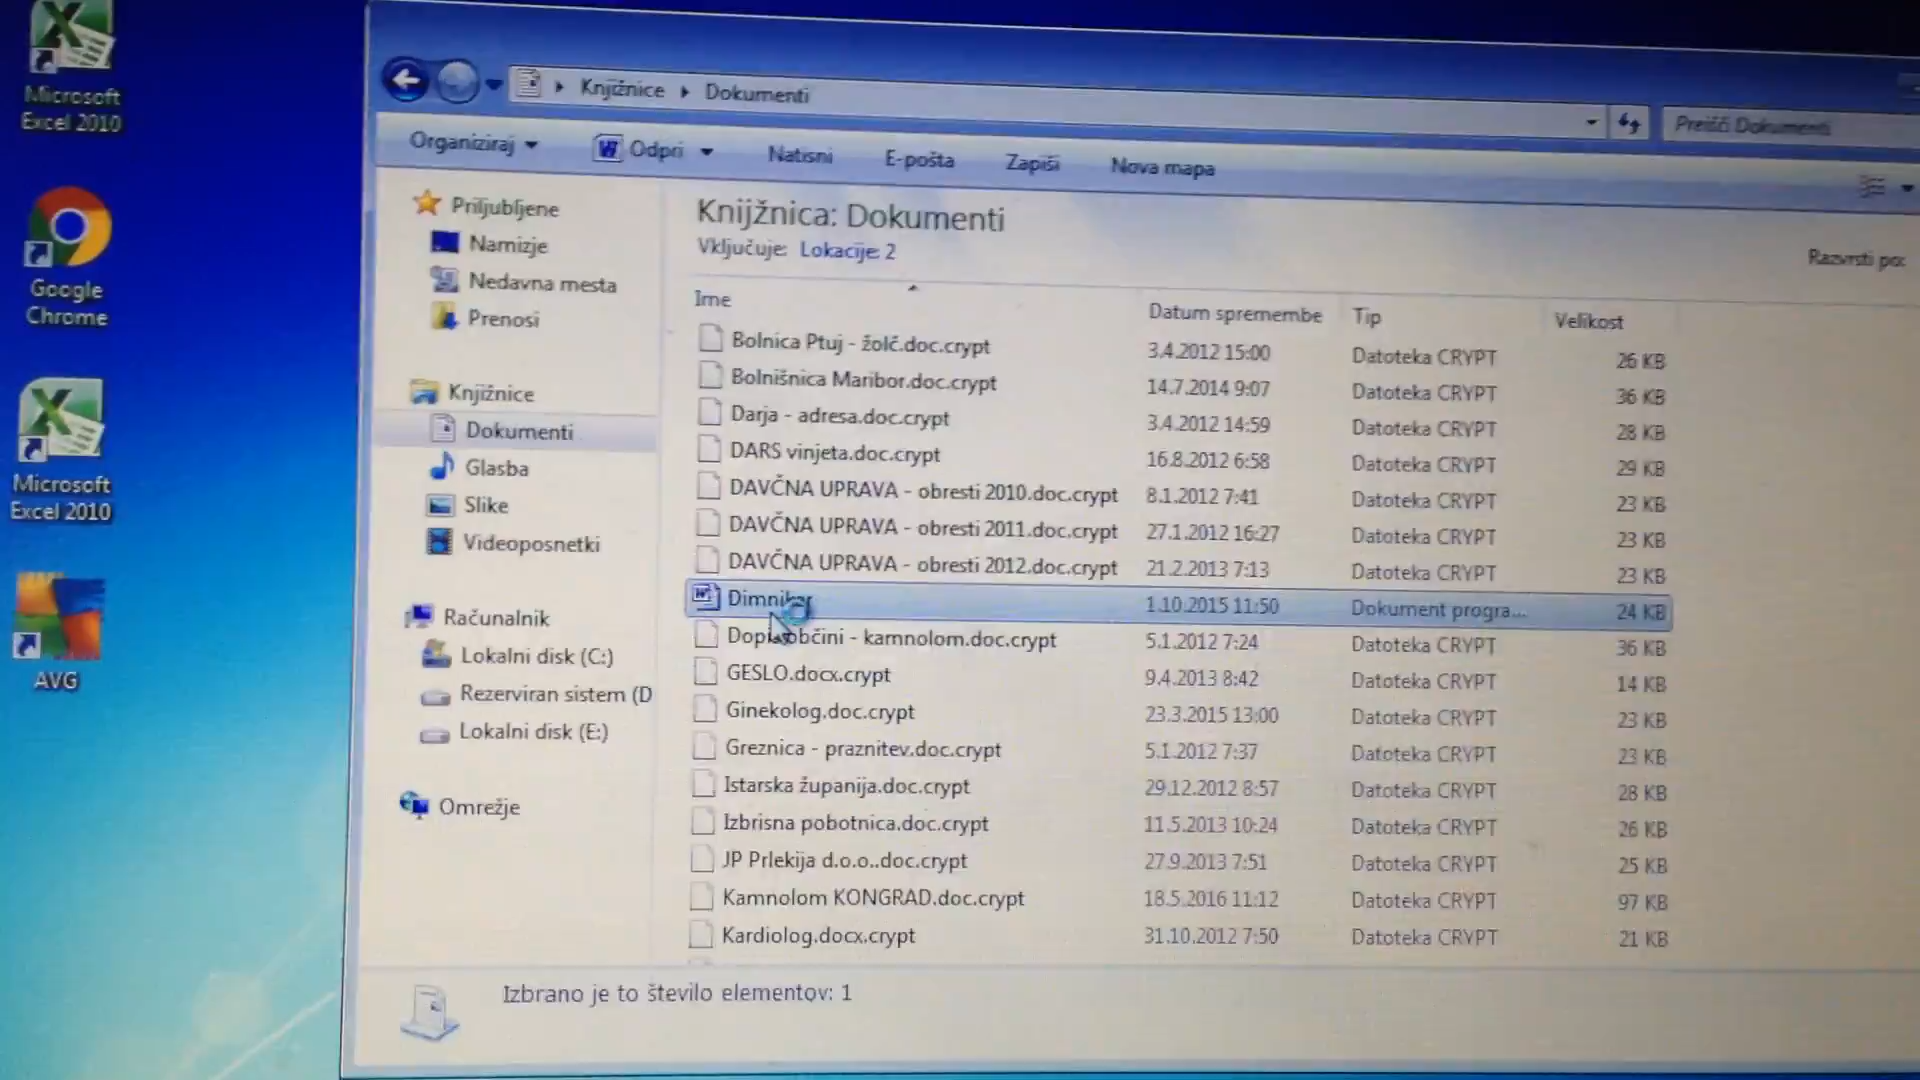 Microsoft
Excel 2010
Google
Chrome
Microsoft
Excel 2010
AVG
Knjižnice
Dokumenti
Preišči Dokumenti
Organiziraj
Odpri
Natisni
E-pošta
Zapiši
Nova mapa
Priljubljene
Namizje
Nedavna mesta
Prenosi
Knjižnice
Dokumenti
Glasba
Slike
Videoposnetki
Računalnik
Lokalni disk (C:)
Rezerviran sistem (D
Lokalni disk (E:)
Omrežje
Knjižnica: Dokumenti
Vključuje: Lokacije: 2
Razvrsti po:
Ime Datum spremembe Tip Velikost
Bolnica Ptuj - žolč.doc.crypt 3.4.2012 15:00 Datoteka CRYPT 26 KB
Bolnišnica Maribor.doc.crypt 14.7.2014 9:07 Datoteka CRYPT 36 KB
Darja - adresa.doc.crypt 3.4.2012 14:59 Datoteka CRYPT 28 KB
DARS vinjeta.doc.crypt 16.8.2012 6:58 Datoteka CRYPT 29 KB
DAVČNA UPRAVA - obresti 2010.doc.crypt 8.1.2012 7:41 Datoteka CRYPT 23 KB
DAVČNA UPRAVA - obresti 2011.doc.crypt 27.1.2012 16:27 Datoteka CRYPT 23 KB
DAVČNA UPRAVA - obresti 2012.doc.crypt 21.2.2013 7:13 Datoteka CRYPT 23 KB
Dimnikar 1.10.2015 11:50 Dokument progra... 24 KB
Dopis občini - kamnolom.doc.crypt 5.1.2012 7:24 Datoteka CRYPT 36 KB
GESLO.docx.crypt 9.4.2013 8:42 Datoteka CRYPT 14 KB
Ginekolog.doc.crypt 23.3.2015 13:00 Datoteka CRYPT 23 KB
Greznica - praznitev.doc.crypt 5.1.2012 7:37 Datoteka CRYPT 23 KB
Istarska županija.doc.crypt 29.12.2012 8:57 Datoteka CRYPT 28 KB
Izbrisna pobotnica.doc.crypt 11.5.2013 10:24 Datoteka CRYPT 26 KB
JP Prlekija d.o.o..doc.crypt 27.9.2013 7:51 Datoteka CRYPT 25 KB
Kamnolom KONGRAD.doc.crypt 18.5.2016 11:12 Datoteka CRYPT 97 KB
Kardiolog.docx.crypt 31.10.2012 7:50 Datoteka CRYPT 21 KB
Izbrano je to število elementov: 1